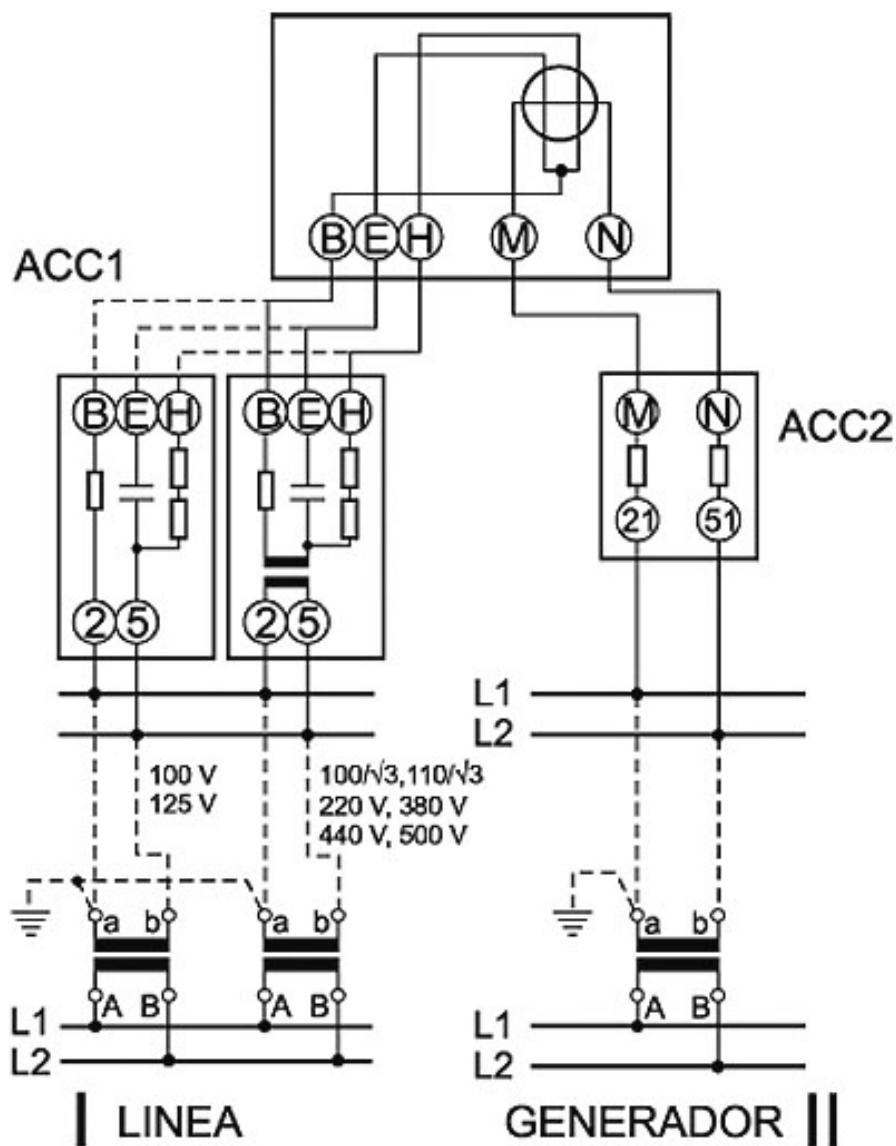 B E H M N
ACC1
B E H B E H M N
ACC2
21 51
2 5 2 5
L1
L2
100 V
125 V
100/√3,110/√3
220 V, 380 V
440 V, 500 V
a b a b a b
A B A B A B
L1 L1
L2 L2
I LINEA GENERADOR II